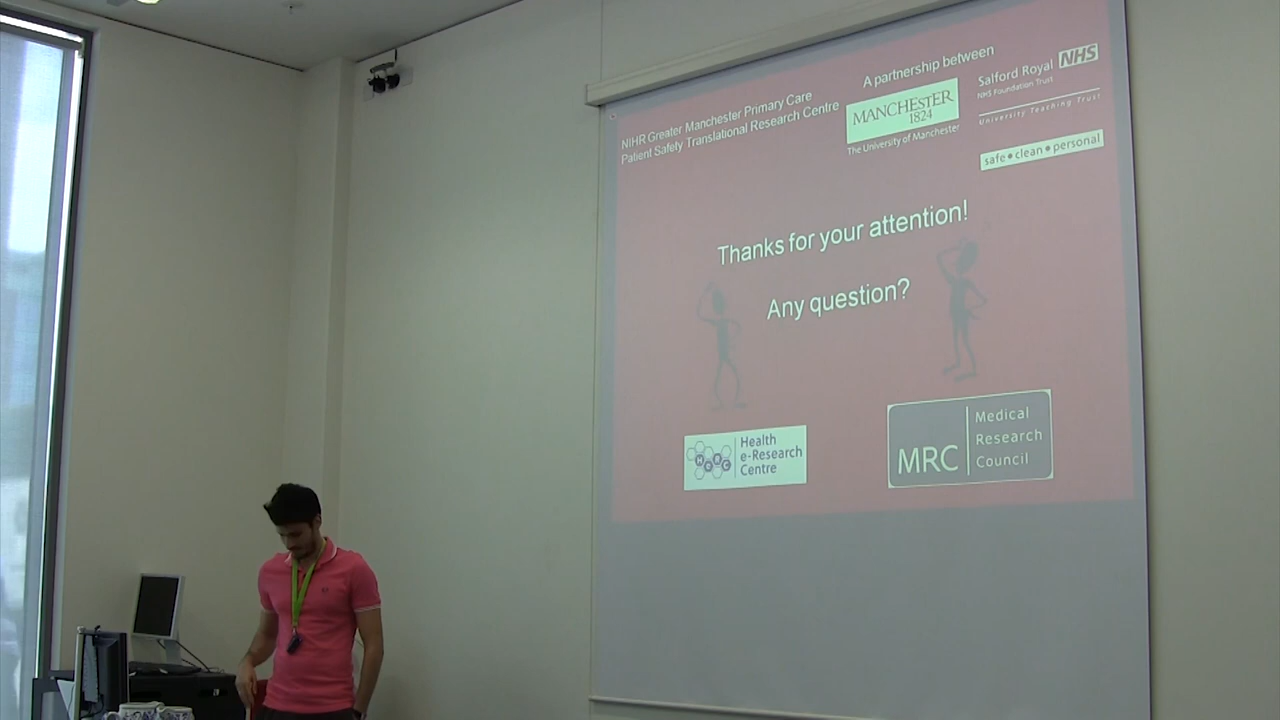 NIHR Greater Manchester Primary Care
Patient Safety Translational Research Centre
A partnership between
MANCHESTER
1824
The University of Manchester
Salford Royal NHS
NHS Foundation Trust
University Teaching Trust
safe • clean • personal
Thanks for your attention!
Any question?
HeRC
Health
e-Research
Centre
MRC
Medical
Research
Council